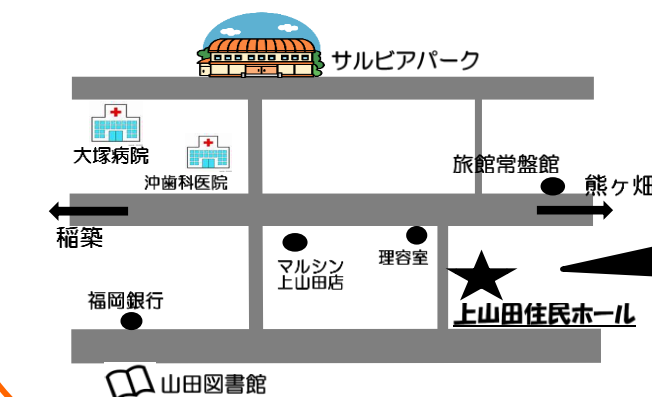 サルビアパーク
大塚病院
沖歯科医院
旅館常盤館
熊ヶ畑
稲築
マルシン
上山田店
理容室
上山田住民ホール
福岡銀行
山田図書館